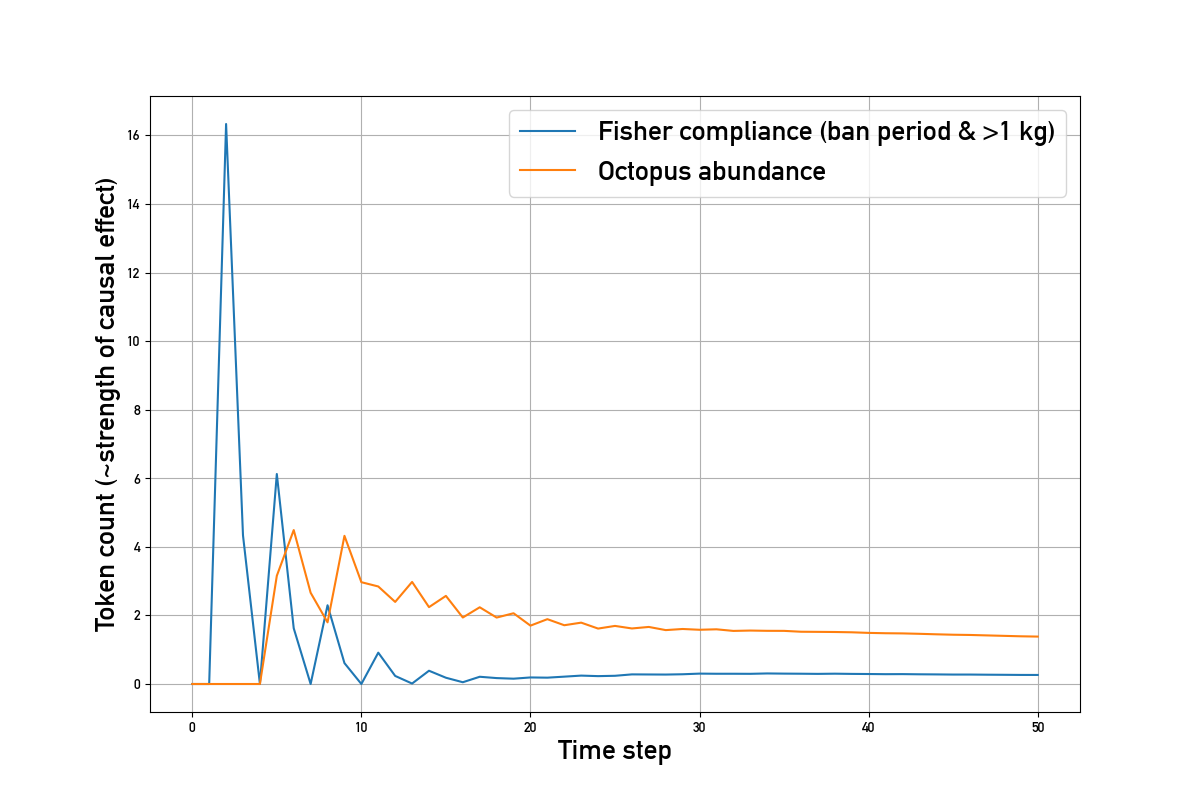 Fisher compliance (ban period & >1 kg)
Octopus abundance
Token count (~strength of causal effect)
16
14
12
10
8
6
4
2
0
0 10 20 30 40 50
Time step